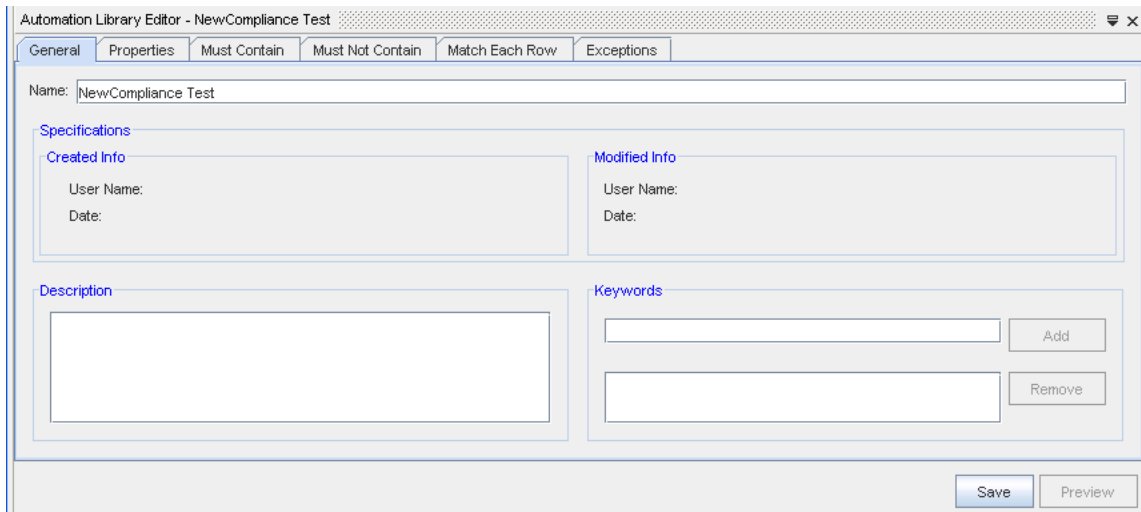 Automation Library Editor - NewCompliance Test
General Properties Must Contain Must Not Contain Match Each Row Exceptions
Name: NewCompliance Test
Specifications
Created Info Modified Info
User Name: User Name:
Date: Date:
Description Keywords
Add
Remove
Save Preview